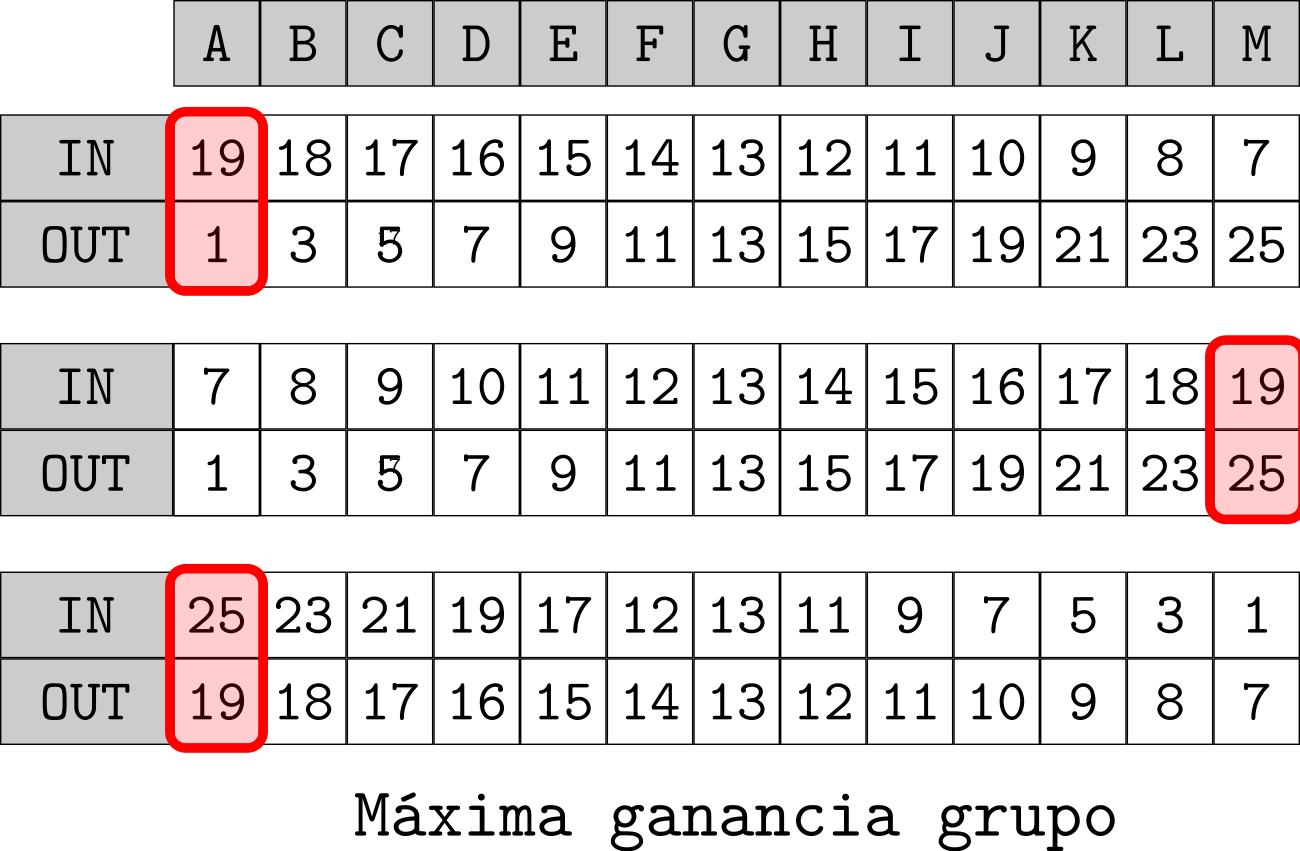 A B C D E F G H I J K L M
IN 19 18 17 16 15 14 13 12 11 10 9 8 7
OUT 1 3 5 7 9 11 13 15 17 19 21 23 25
IN 7 8 9 10 11 12 13 14 15 16 17 18 19
OUT 1 3 5 7 9 11 13 15 17 19 21 23 25
IN 25 23 21 19 17 12 13 11 9 7 5 3 1
OUT 19 18 17 16 15 14 13 12 11 10 9 8 7
Máxima ganancia grupo